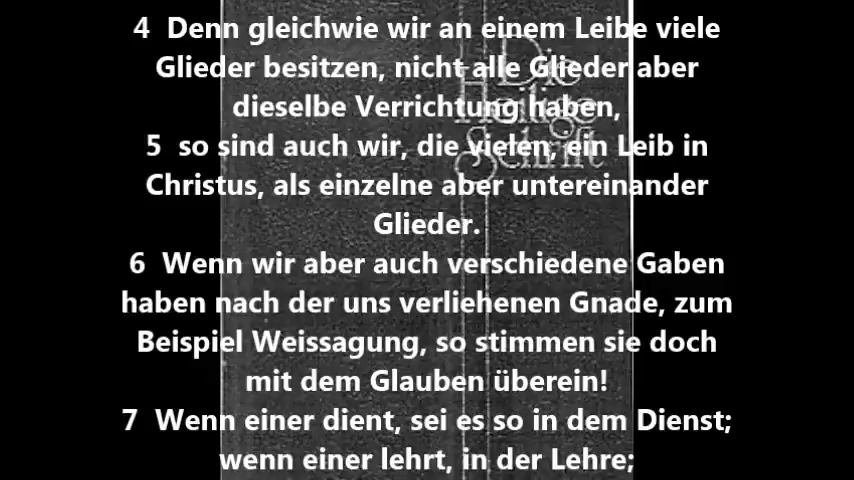 4 Denn gleichwie wir an einem Leibe viele
Glieder besitzen, nicht alle Glieder aber
dieselbe Verrichtung haben,
5 so sind auch wir, die vielen, ein Leib in
Christus, als einzelne aber untereinander
Glieder.
6 Wenn wir aber auch verschiedene Gaben
haben nach der uns verliehenen Gnade, zum
Beispiel Weissagung, so stimmen sie doch
mit dem Glauben überein!
7 Wenn einer dient, sei es so in dem Dienst;
wenn einer lehrt, in der Lehre;
Die
Heilige
Schrift